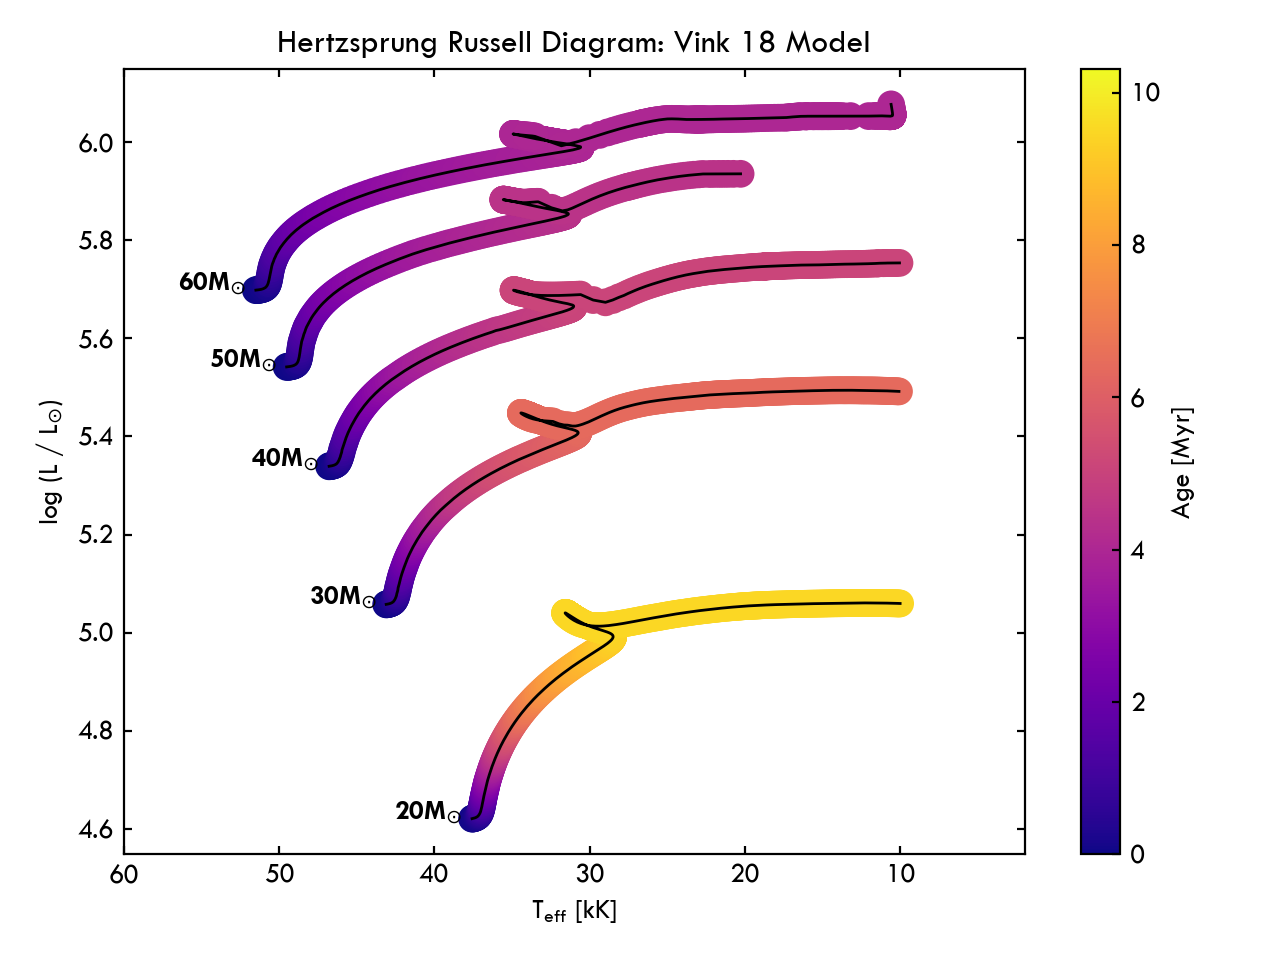 Hertzsprung Russell Diagram: Vink 18 Model
log (L / L☉)
6.0
5.8
5.6
5.4
5.2
5.0
4.8
4.6
60M☉
50M☉
40M☉
30M☉
20M☉
60
50
40
30
20
10
T_eff [kK]
10
8
6
4
2
0
Age [Myr]